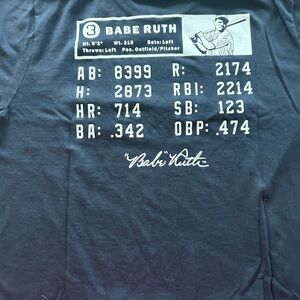 3 BABE RUTH
Ht. 6'2" Wt. 215 Bats: Left
Throws: Left Pos. Outfield/Pitcher
AB: 8399 R: 2174
H: 2873 RBI: 2214
HR: 714 SB: 123
BA: .342 OBP: .474
"Babe" Ruth